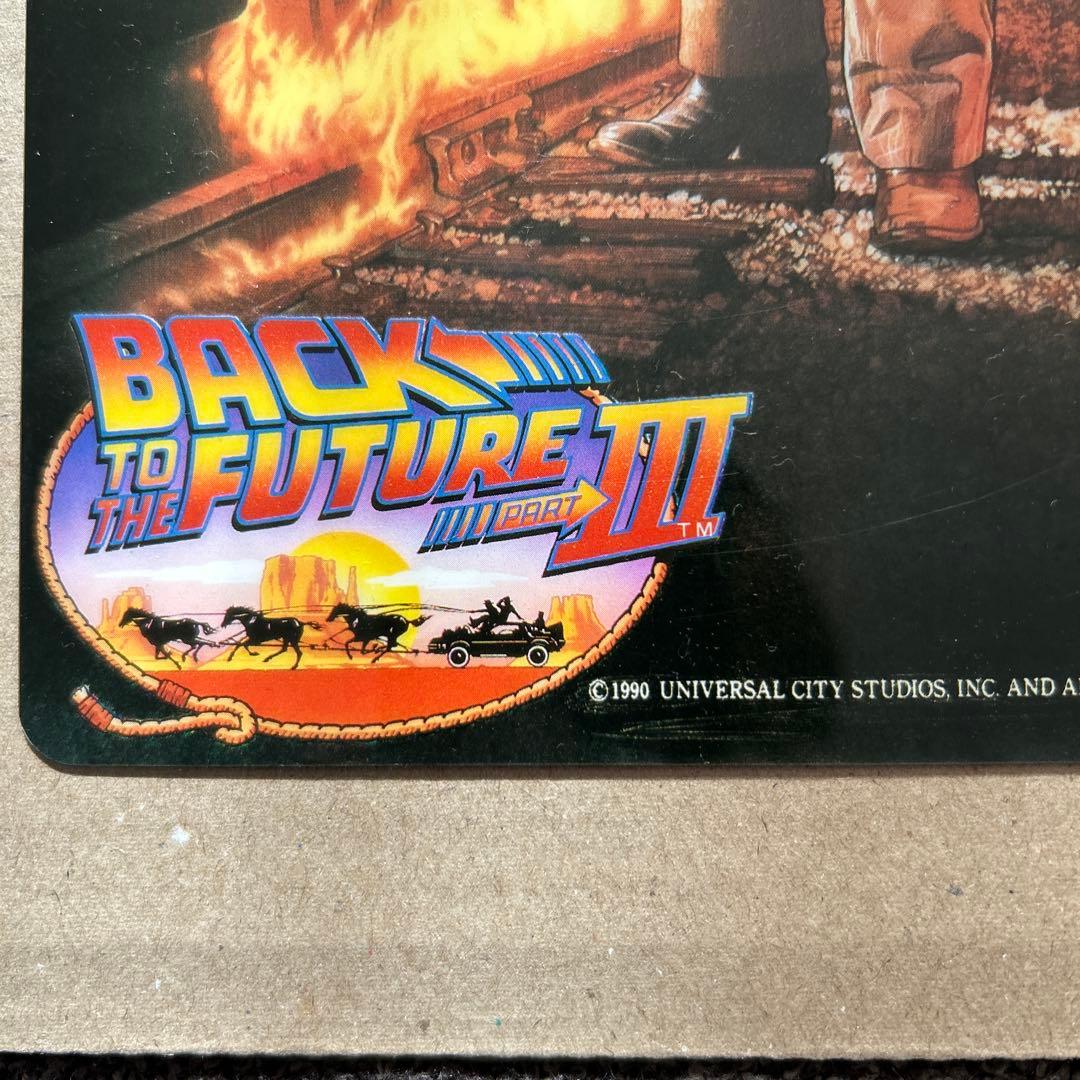 BACK
TO THE FUTURE
PART III
TM
©1990 UNIVERSAL CITY STUDIOS, INC. AND